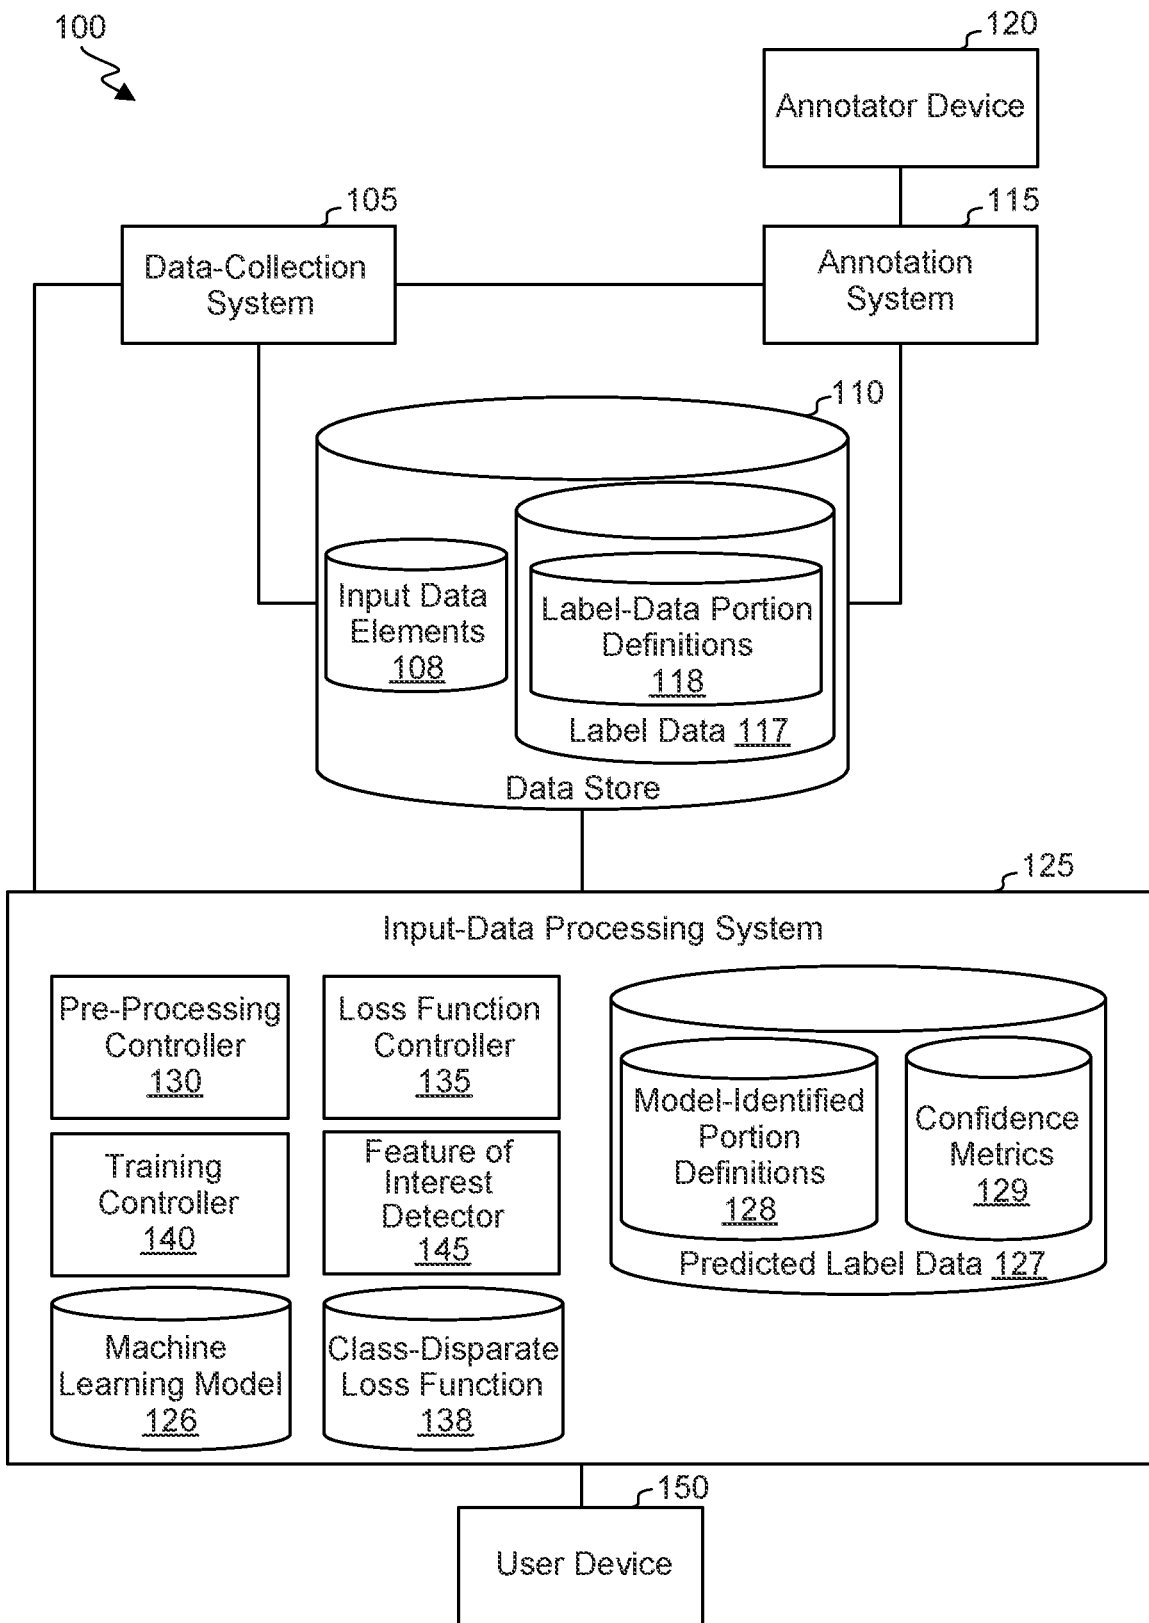 100
120
Annotator Device
105
115
Data-Collection
System
Annotation
System
110
Input Data
Elements
108
Label-Data Portion
Definitions
118
Label Data 117
Data Store
125
Input-Data Processing System
Pre-Processing
Controller
130
Loss Function
Controller
135
Training
Controller
140
Feature of
Interest
Detector
145
Machine
Learning Model
126
Class-Disparate
Loss Function
138
Model-Identified
Portion
Definitions
128
Confidence
Metrics
129
Predicted Label Data 127
150
User Device